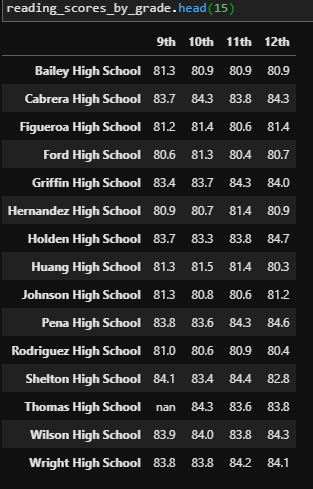 reading_scores_by_grade.head(15)
9th 10th 11th 12th
Bailey High School 81.3 80.9 80.9 80.9
Cabrera High School 83.7 84.3 83.8 84.3
Figueroa High School 81.2 81.4 80.6 81.4
Ford High School 80.6 81.3 80.4 80.7
Griffin High School 83.4 83.7 84.3 84.0
Hernandez High School 80.9 80.7 81.4 80.9
Holden High School 83.7 83.3 83.8 84.7
Huang High School 81.3 81.5 81.4 80.3
Johnson High School 81.3 80.8 80.6 81.2
Pena High School 83.8 83.6 84.3 84.6
Rodriguez High School 81.0 80.6 80.9 80.4
Shelton High School 84.1 83.4 84.4 82.8
Thomas High School nan 84.3 83.6 83.8
Wilson High School 83.9 84.0 83.8 84.3
Wright High School 83.8 83.8 84.2 84.1